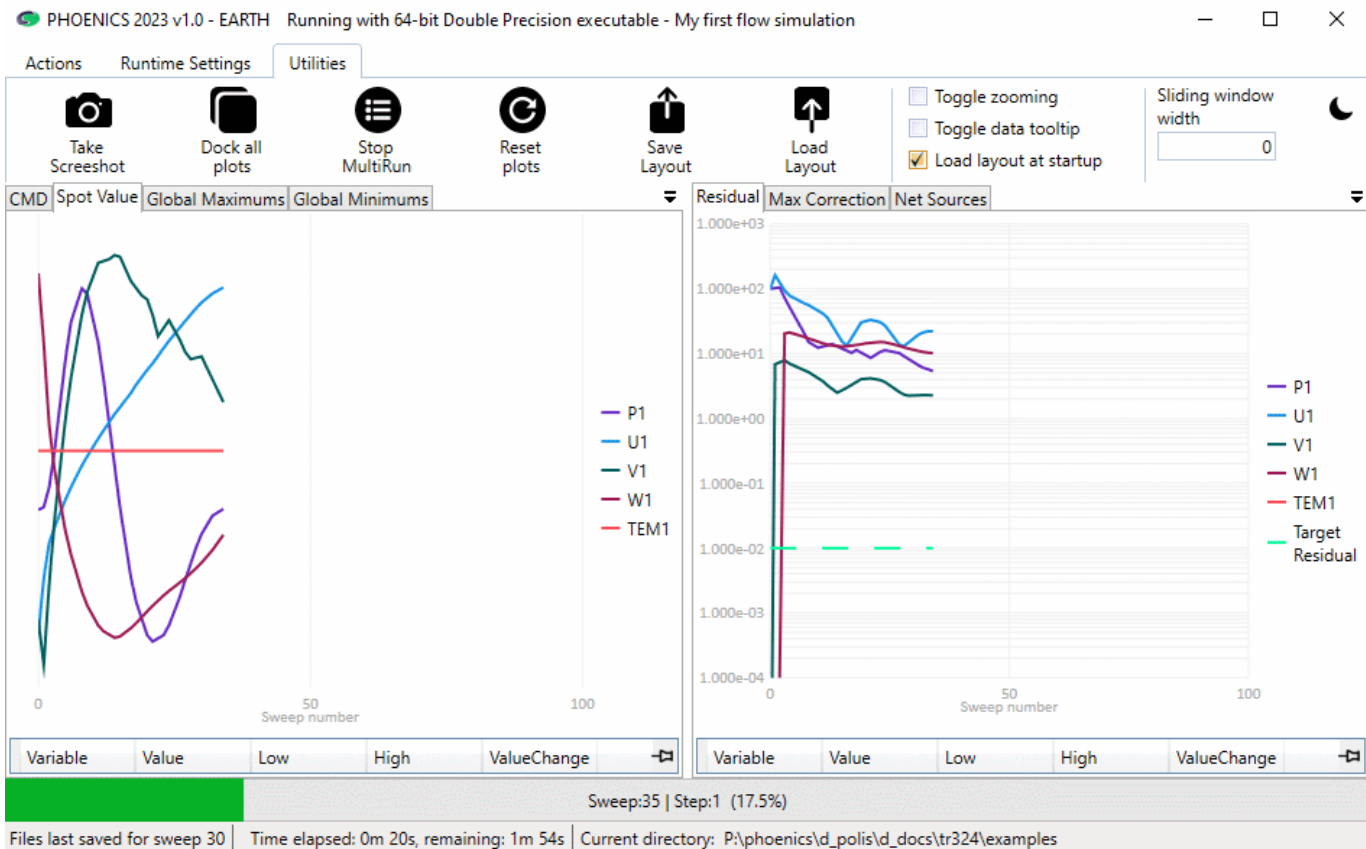 PHOENICS 2023 v1.0 - EARTH Running with 64-bit Double Precision executable - My first flow simulation
Actions Runtime Settings Utilities
Take
Screeshot
Dock all
plots
Stop
MultiRun
Reset
plots
Save
Layout
Load
Layout
Toggle zooming
Toggle data tooltip
Load layout at startup
Sliding window
width
0
CMD Spot Value Global Maximums Global Minimums
P1
U1
V1
W1
TEM1
0 50 100
Sweep number
Variable Value Low High ValueChange
Residual Max Correction Net Sources
1.000e+03
1.000e+02
1.000e+01
1.000e+00
1.000e-01
1.000e-02
1.000e-03
1.000e-04
P1
U1
V1
W1
TEM1
Target
Residual
0 50 100
Sweep number
Variable Value Low High ValueChange
Sweep:35 | Step:1 (17.5%)
Files last saved for sweep 30 Time elapsed: 0m 20s, remaining: 1m 54s Current directory: P:\phoenics\d_polis\d_docs\tr324\examples